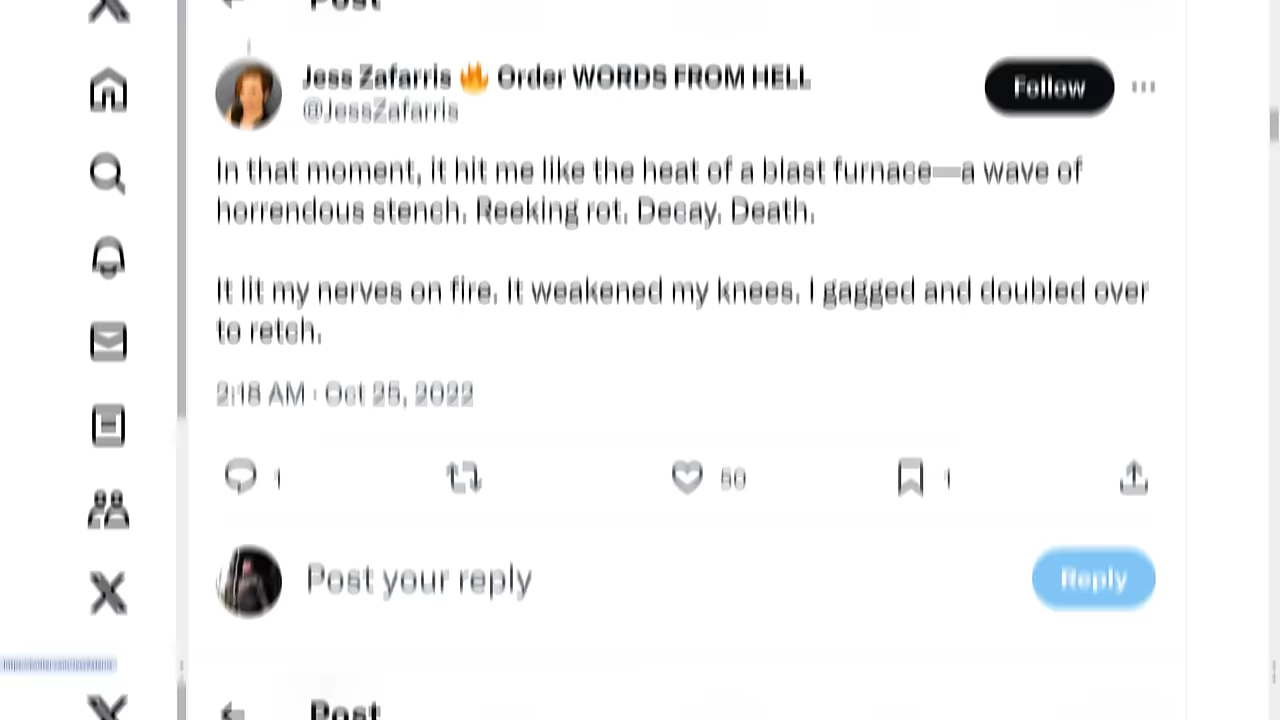 Post
Jess Zafarris 🔥 Order WORDS FROM HELL
Follow
@JessZafarris
In that moment, it hit me like the heat of a blast furnace—a wave of
horrendous stench. Reeking rot. Decay. Death.
It lit my nerves on fire. It weakened my knees. I gagged and doubled over
to retch.
2:18 AM · Oct 25, 2022
1
50
1
Post your reply
Reply
Post